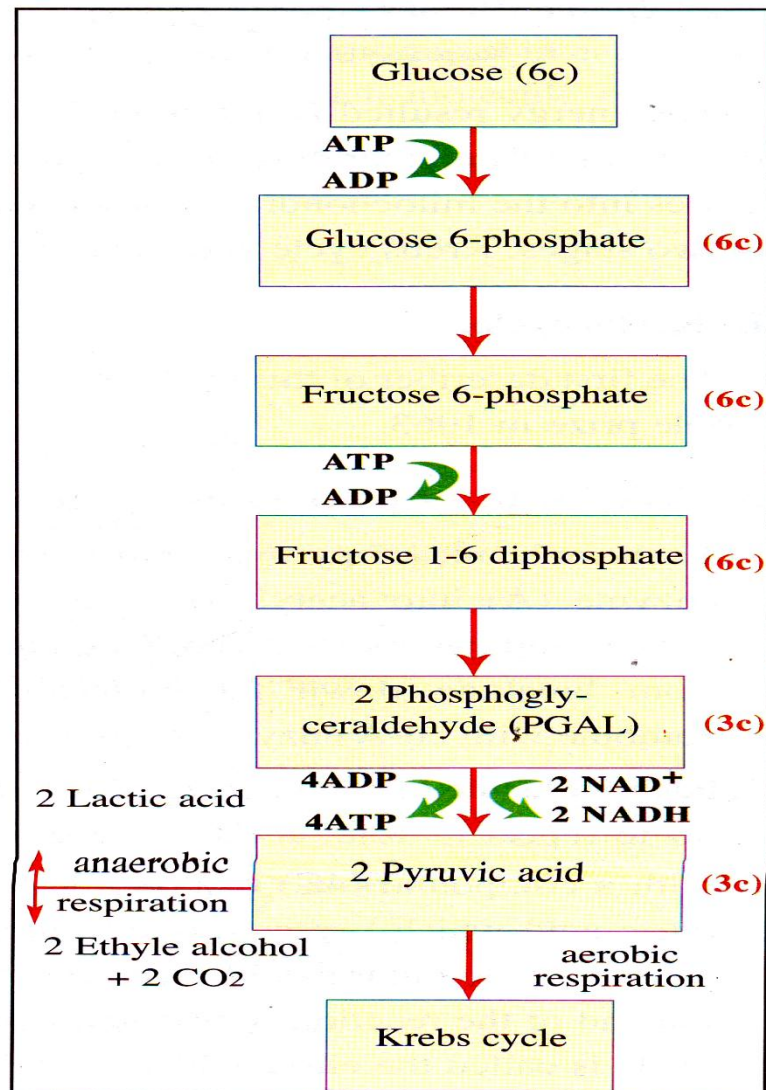 Glucose (6c)
ATP
ADP
Glucose 6-phosphate
(6c)
Fructose 6-phosphate
(6c)
ATP
ADP
Fructose 1-6 diphosphate
(6c)
2 Phosphogly-
ceraldehyde (PGAL)
(3c)
4ADP
4ATP
2 NAD+
2 NADH
2 Lactic acid
anaerobic
respiration
2 Ethyle alcohol
+ 2 CO2
2 Pyruvic acid
(3c)
aerobic
respiration
Krebs cycle